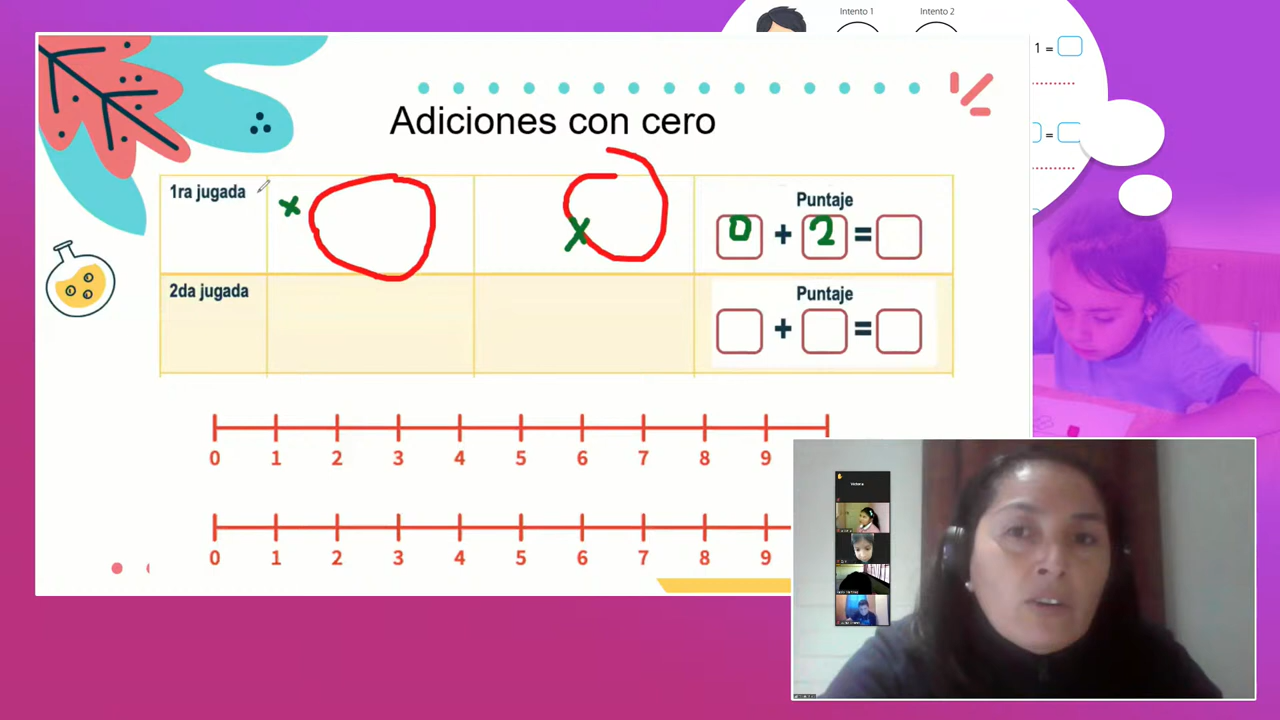 Intento 1 Intento 2
1 =
=
Adiciones con cero
1ra jugada x x Puntaje
0 + 2 =
2da jugada Puntaje
+ =
0 1 2 3 4 5 6 7 8 9
0 1 2 3 4 5 6 7 8 9